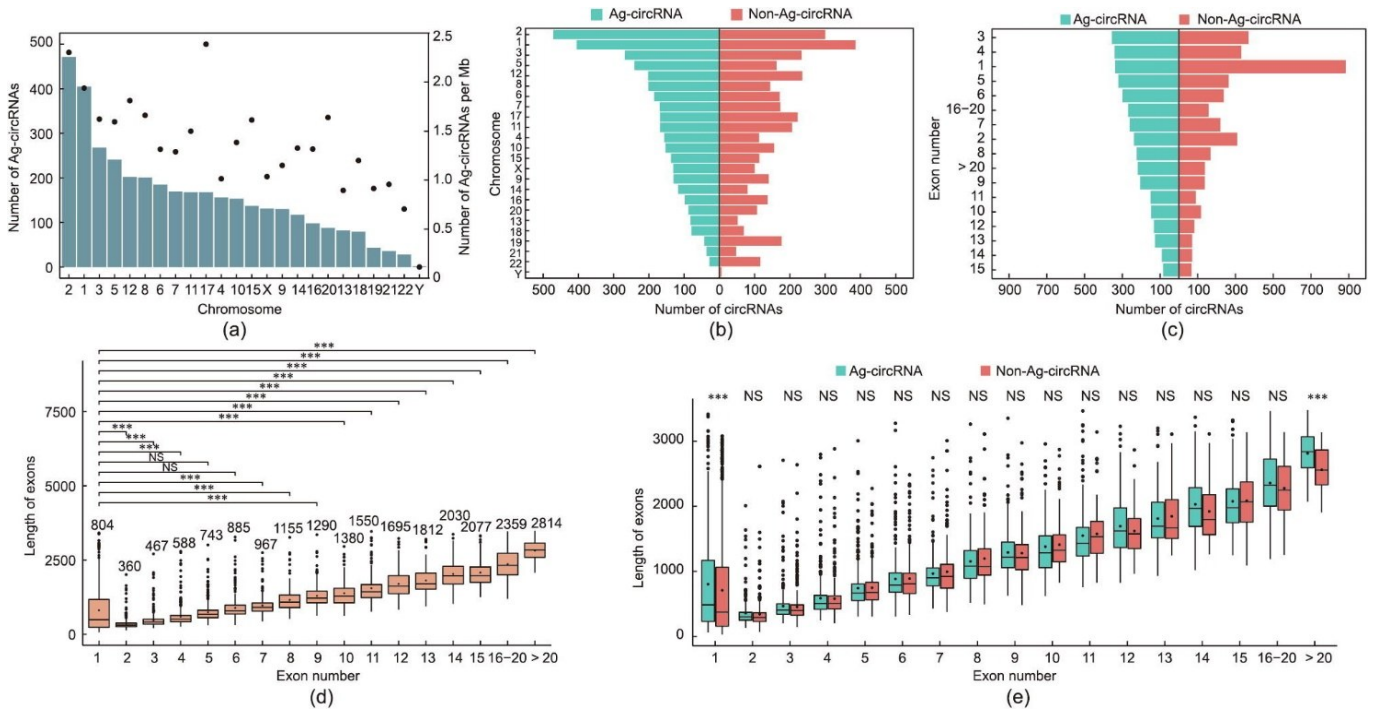 Number of Ag-circRNAs
500
400
300
200
100
0
2.5
2.0
1.5
1.0
0.5
0
Number of Ag-circRNAs per Mb
2 1 3 5 12 8 6 7 11 17 4 10 15 X 9 14 16 20 13 18 19 21 22 Y
Chromosome
(a)
Ag-circRNA Non-Ag-circRNA
Chromosome
2
1
3
5
12
8
6
7
11
4
10
15
X
9
14
16
20
13
18
19
21
22
Y
500 400 300 200 100 0 100 200 300 400 500
Number of circRNAs
(b)
Ag-circRNA Non-Ag-circRNA
Exon number
3
4
1
5
6
16-20
7
2
8
> 20
9
11
10
12
13
14
15
900 700 500 300 100 100 300 500 700 900
Number of circRNAs
(c)
Length of exons
7500
5000
2500
0
***
***
***
***
***
***
***
***
***
***
***
NS
NS
***
***
***
804 360 467 588 743 885 967 1155 1290 1380 1550 1695 1812 2030 2077 2359 2814
1 2 3 4 5 6 7 8 9 10 11 12 13 14 15 16-20 > 20
Exon number
(d)
Ag-circRNA Non-Ag-circRNA
*** NS NS NS NS NS NS NS NS NS NS NS NS NS NS NS ***
Length of exons
3000
2000
1000
0
1 2 3 4 5 6 7 8 9 10 11 12 13 14 15 16-20 > 20
Exon number
(e)